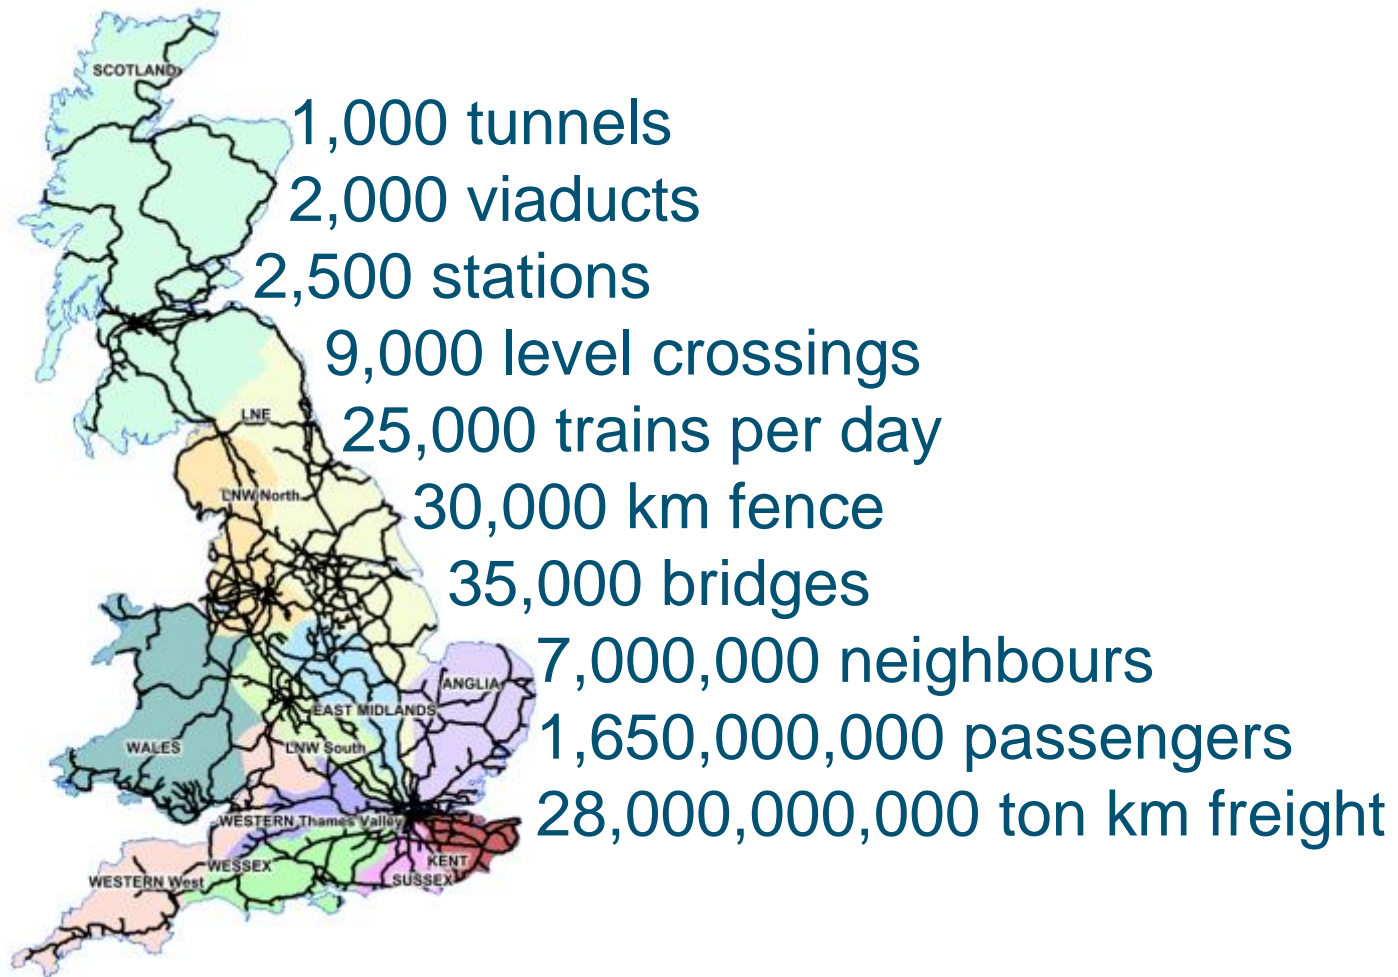 SCOTLAND
1,000 tunnels
2,000 viaducts
2,500 stations
9,000 level crossings
LNE
25,000 trains per day
LNW North
30,000 km fence
35,000 bridges
7,000,000 neighbours
ANGLIA
EAST MIDLANDS
WALES
LNW South
1,650,000,000 passengers
WESTERN Thames Valley
28,000,000,000 ton km freight
WESSEX
KENT
WESTERN West
SUSSEX